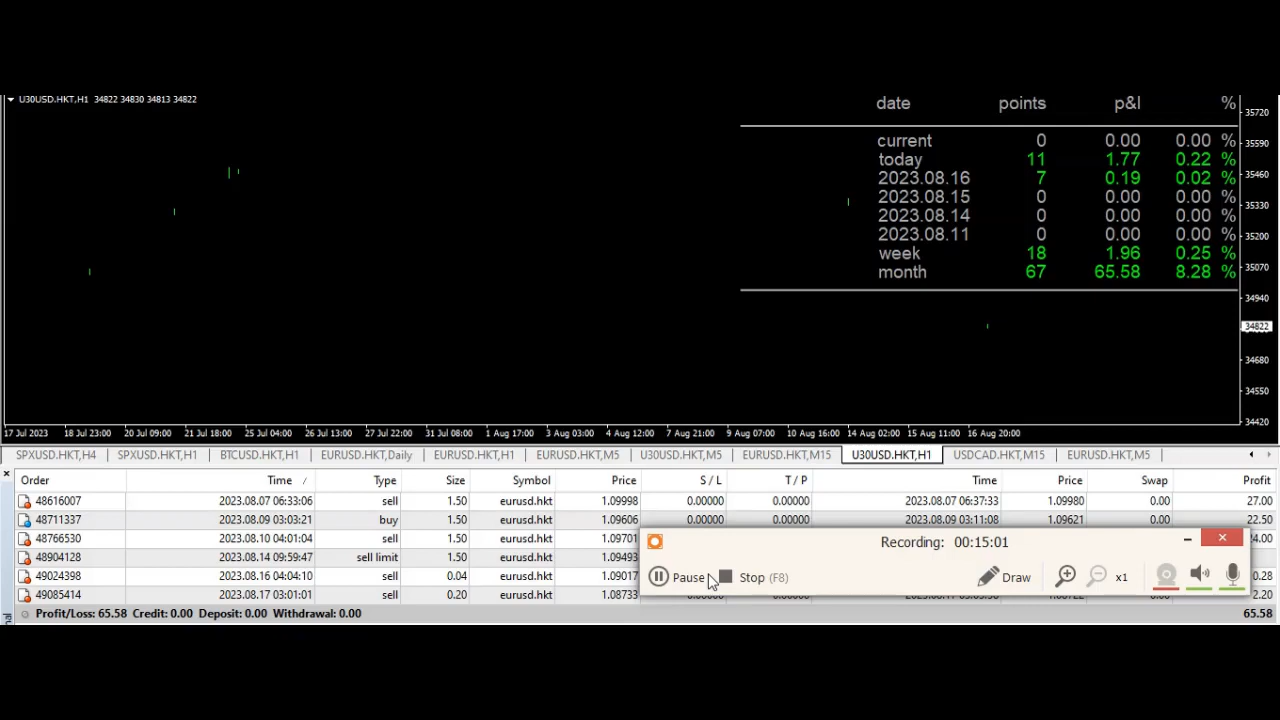 U30USD.HKT,H1 34822 34830 34813 34822
date points p&l %
current 0 0.00 0.00 %
today 11 1.77 0.22 %
2023.08.16 7 0.19 0.02 %
2023.08.15 0 0.00 0.00 %
2023.08.14 0 0.00 0.00 %
2023.08.11 0 0.00 0.00 %
week 18 1.96 0.25 %
month 67 65.58 8.28 %
35720
35590
35460
35330
35200
35070
34940
34822
34680
34550
34420
17 Jul 2023 18 Jul 23:00 20 Jul 09:00 21 Jul 18:00 25 Jul 04:00 26 Jul 13:00 27 Jul 22:00 31 Jul 08:00 1 Aug 17:00 3 Aug 03:00 4 Aug 12:00 7 Aug 21:00 9 Aug 07:00 10 Aug 16:00 14 Aug 02:00 15 Aug 11:00 16 Aug 20:00
SPXUSD.HKT,H4 SPXUSD.HKT,H1 BTCUSD.HKT,H1 EURUSD.HKT,Daily EURUSD.HKT,H1 EURUSD.HKT,M5 U30USD.HKT,M5 EURUSD.HKT,M15 U30USD.HKT,H1 USDCAD.HKT,M15 EURUSD.HKT,M5
Order Time / Type Size Symbol Price S / L T / P Time Price Swap Profit
48616007 2023.08.07 06:33:06 sell 1.50 eurusd.hkt 1.09998 0.00000 0.00000 2023.08.07 06:37:33 1.09980 0.00 27.00
48711337 2023.08.09 03:03:21 buy 1.50 eurusd.hkt 1.09606 0.00000 0.00000 2023.08.09 03:11:08 1.09621 0.00 22.50
48766530 2023.08.10 04:01:04 sell 1.50 eurusd.hkt 1.09701
48904128 2023.08.14 09:59:47 sell limit 1.50 eurusd.hkt 1.09493
49024398 2023.08.16 04:04:10 sell 0.04 eurusd.hkt 1.09017 0.28
49085414 2023.08.17 03:01:01 sell 0.20 eurusd.hkt 1.08733 2.20
Profit/Loss: 65.58 Credit: 0.00 Deposit: 0.00 Withdrawal: 0.00 65.58
Recording: 00:15:01
Pause Stop (F8) Draw x1